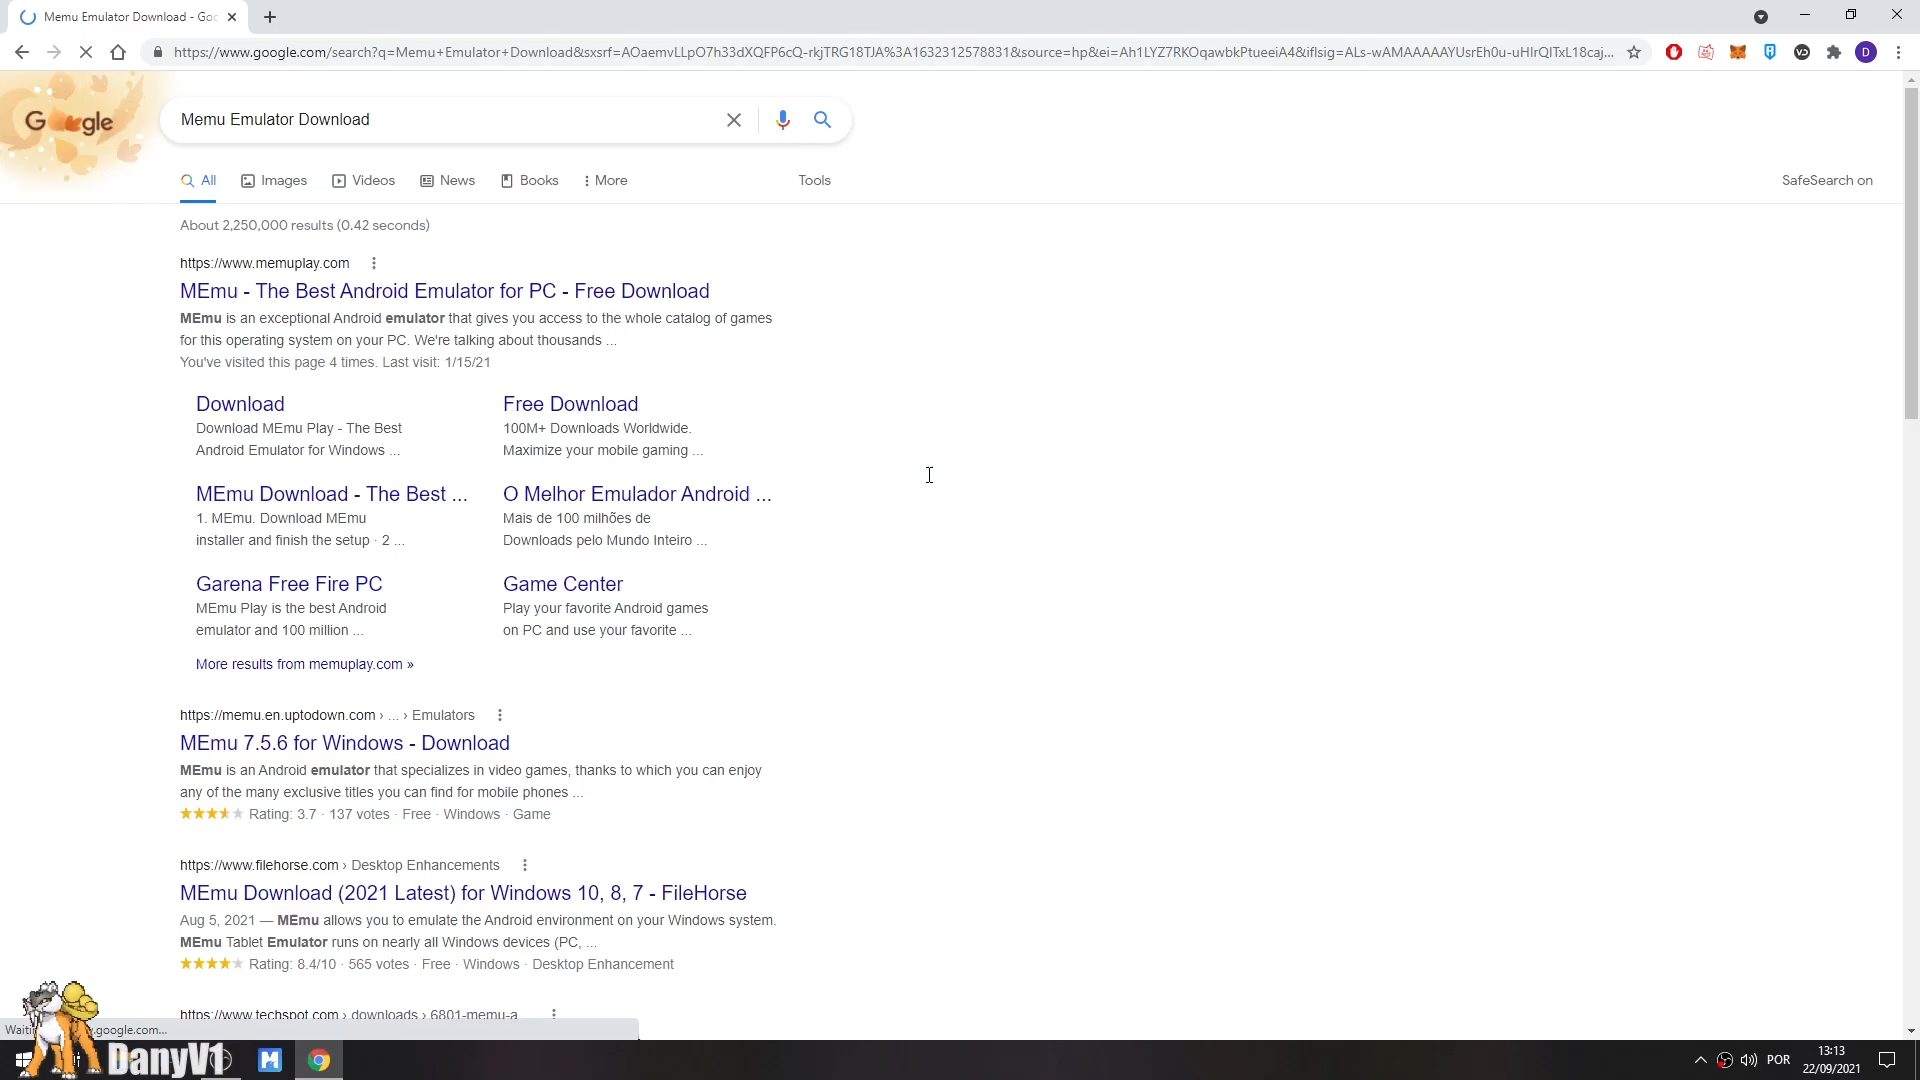 Memu Emulator Download - Goo
https://www.google.com/search?q=Memu+Emulator+Download&sxsrf=AOaemvLLpO7h33dXQFP6cQ-rkjTRG18TJA%3A1632312578831&source=hp&ei=Ah1LYZ7RKOqawbkPtueeiA4&iflsig=ALs-wAMAAAAAYUsrEh0u-uHlrQlTxL18caj...
D
Google
Memu Emulator Download
All Images Videos News Books More Tools SafeSearch on
About 2,250,000 results (0.42 seconds)
https://www.memuplay.com
MEmu - The Best Android Emulator for PC - Free Download
MEmu is an exceptional Android emulator that gives you access to the whole catalog of games
for this operating system on your PC. We're talking about thousands ...
You've visited this page 4 times. Last visit: 1/15/21
Download
Download MEmu Play - The Best
Android Emulator for Windows ...
Free Download
100M+ Downloads Worldwide.
Maximize your mobile gaming ...
MEmu Download - The Best ...
1. MEmu. Download MEmu
installer and finish the setup · 2 ...
O Melhor Emulador Android ...
Mais de 100 milhões de
Downloads pelo Mundo Inteiro ...
Garena Free Fire PC
MEmu Play is the best Android
emulator and 100 million ...
Game Center
Play your favorite Android games
on PC and use your favorite ...
More results from memuplay.com »
https://memu.en.uptodown.com › ... › Emulators
MEmu 7.5.6 for Windows - Download
MEmu is an Android emulator that specializes in video games, thanks to which you can enjoy
any of the many exclusive titles you can find for mobile phones ...
Rating: 3.7 · 137 votes · Free · Windows · Game
https://www.filehorse.com › Desktop Enhancements
MEmu Download (2021 Latest) for Windows 10, 8, 7 - FileHorse
Aug 5, 2021 — MEmu allows you to emulate the Android environment on your Windows system.
MEmu Tablet Emulator runs on nearly all Windows devices (PC, ...
Rating: 8.4/10 · 565 votes · Free · Windows · Desktop Enhancement
https://www.techspot.com › downloads › 6801-memu-a...
.google.com...
DanyV1
M
POR
13:13
22/09/2021